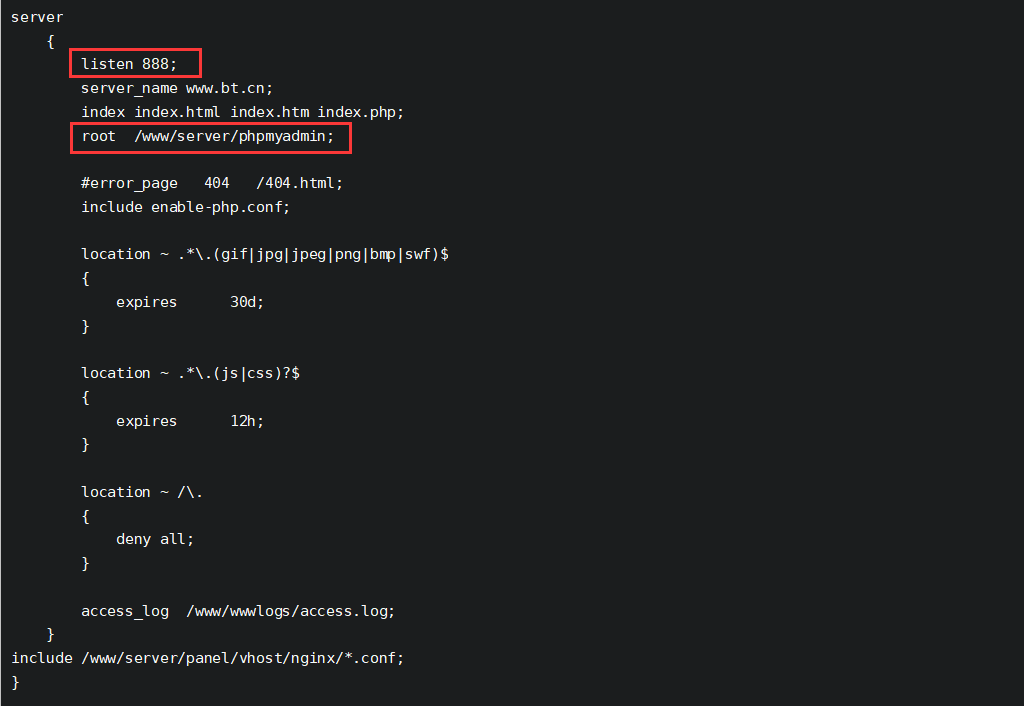 server
    {
        listen 888;
        server_name www.bt.cn;
        index index.html index.htm index.php;
        root  /www/server/phpmyadmin;

        #error_page   404   /404.html;
        include enable-php.conf;

        location ~ .*\.(gif|jpg|jpeg|png|bmp|swf)$
        {
            expires      30d;
        }

        location ~ .*\.(js|css)?$
        {
            expires      12h;
        }

        location ~ /\.
        {
            deny all;
        }

        access_log  /www/wwwlogs/access.log;
    }
include /www/server/panel/vhost/nginx/*.conf;
}